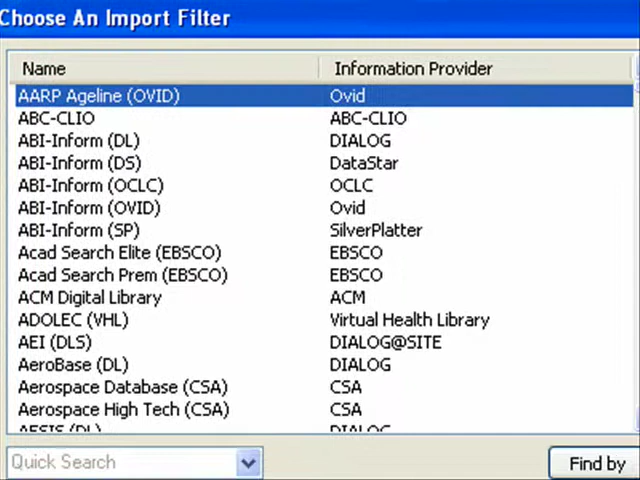 Choose An Import Filter
Name Information Provider
AARP Ageline (OVID) Ovid
ABC-CLIO ABC-CLIO
ABI-Inform (DL) DIALOG
ABI-Inform (DS) DataStar
ABI-Inform (OCLC) OCLC
ABI-Inform (OVID) Ovid
ABI-Inform (SP) SilverPlatter
Acad Search Elite (EBSCO) EBSCO
Acad Search Prem (EBSCO) EBSCO
ACM Digital Library ACM
ADOLEC (VHL) Virtual Health Library
AEI (DLS) DIALOG@SITE
AeroBase (DL) DIALOG
Aerospace Database (CSA) CSA
Aerospace High Tech (CSA) CSA
AESIS (DL) DIALOG
Quick Search Find by